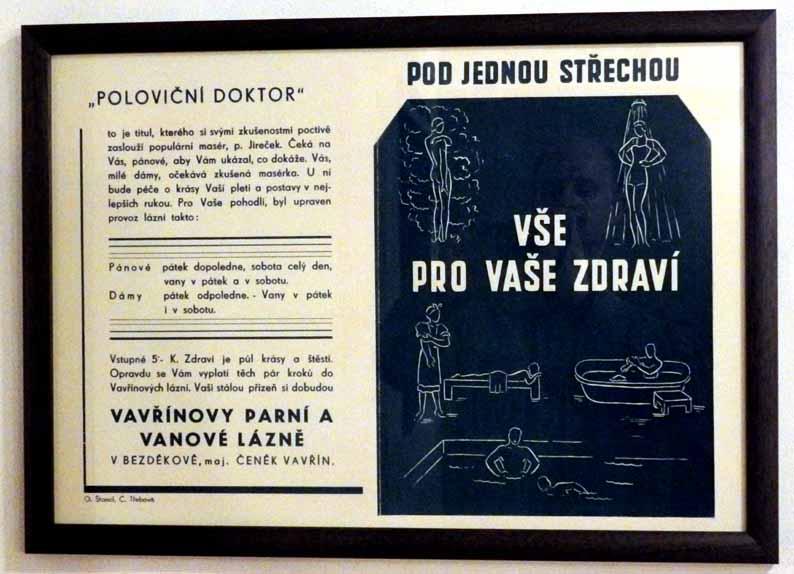 „POLOVIČNÍ DOKTOR“
to je titul, kterého si svými zkušenostmi poctivě
zaslouží populární masér, p. Jireček. Čeká na
Vás, pánové, aby Vám ukázal, co dokáže. Vás,
milé dámy, očekává zkušená masérka. U ní
bude péče o krásy Vaší pleti a postavy v nej-
lepších rukou. Pro Vaše pohodlí, byl upraven
provoz lázní takto:
Pánové pátek dopoledne, sobota celý den,
vany v pátek a v sobotu.
Dámy pátek odpoledne. - Vany v pátek
i v sobotu.
Vstupné 5·- K. Zdraví je půl krásy a štěstí.
Opravdu se Vám vyplatí těch pár kroků do
Vavřínových lázní. Vaši stálou přízeň si dobudou
VAVŘÍNOVY PARNÍ A
VANOVÉ LÁZNĚ
V BEZDĚKOVĚ, maj. ČENĚK VAVŘÍN.
C. Třebová
POD JEDNOU STŘECHOU
VŠE
PRO VAŠE ZDRAVÍ